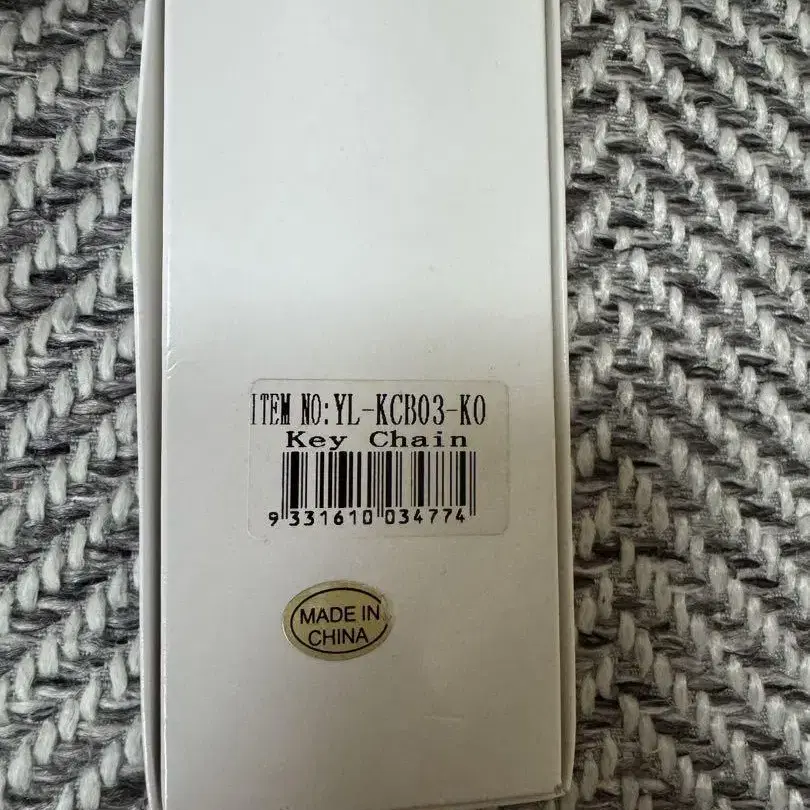 ITEM NO:YL-KCB03-KO
Key Chain
9 331610 034774
MADE IN
CHINA